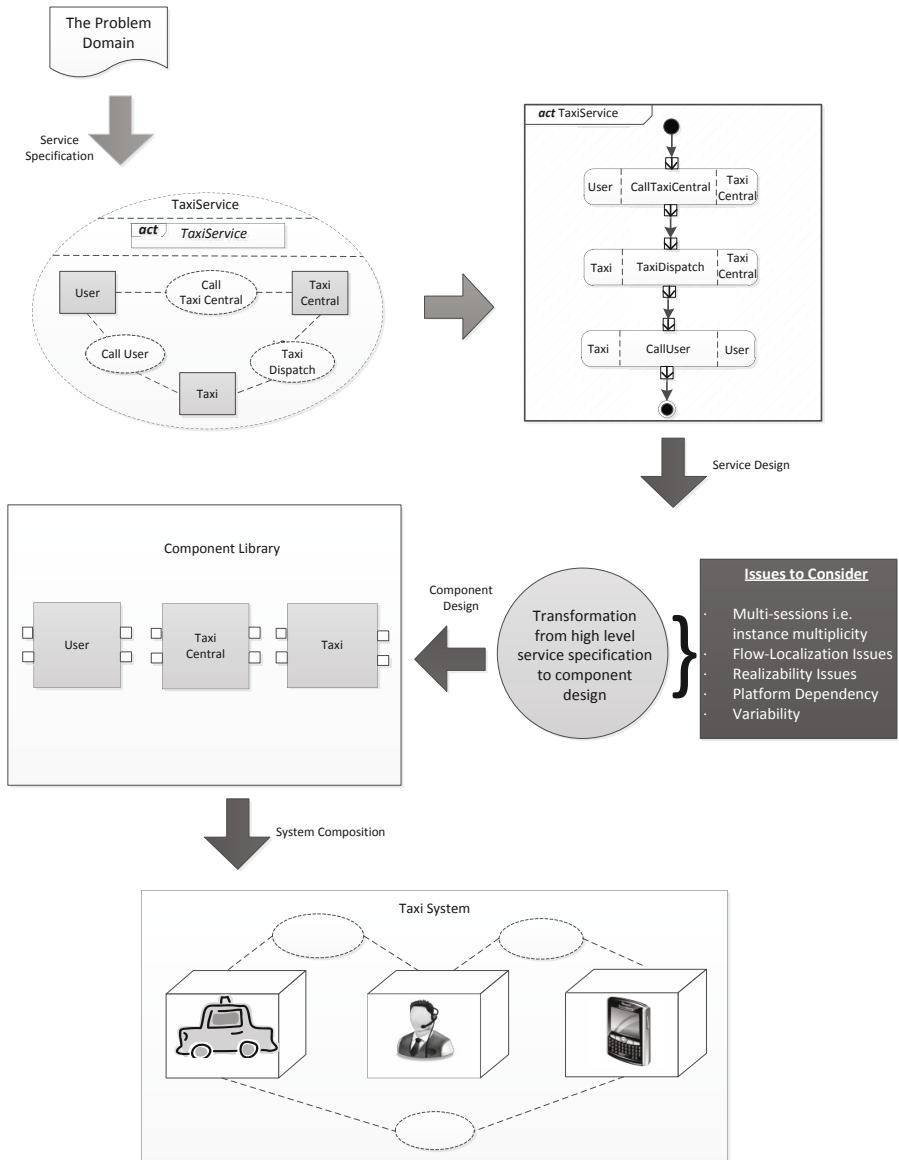 The Problem
Domain
Service
Specification
TaxiService
act TaxiService
User
Call
Taxi Central
Taxi
Central
Call User
Taxi
Dispatch
Taxi
act TaxiService
User
CallTaxiCentral
Taxi
Central
Taxi
TaxiDispatch
Taxi
Central
Taxi
CallUser
User
Service Design
Issues to Consider
· Multi-sessions i.e.
instance multiplicity
· Flow-Localization Issues
· Realizability Issues
· Platform Dependency
· Variability
Transformation
from high level
service specification
to component
design
Component
Design
Component Library
User
Taxi
Central
Taxi
System Composition
Taxi System